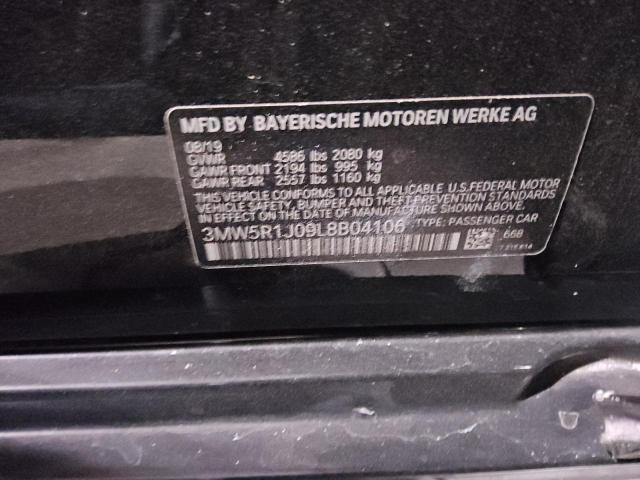 MFD BY BAYERISCHE MOTOREN WERKE AG
08/19
GVWR 4586 lbs 2080 kg
GAWR FRONT 2194 lbs 995 kg
GAWR REAR 2557 lbs 1160 kg
THIS VEHICLE CONFORMS TO ALL APPLICABLE U.S.FEDERAL MOTOR
VEHICLE SAFETY, BUMPER, AND THEFT PREVENTION STANDARDS
IN EFFECT ON THE DATE OF MANUFACTURE SHOWN ABOVE.
3MW5R1J09L8B04106 TYPE: PASSENGER CAR
668